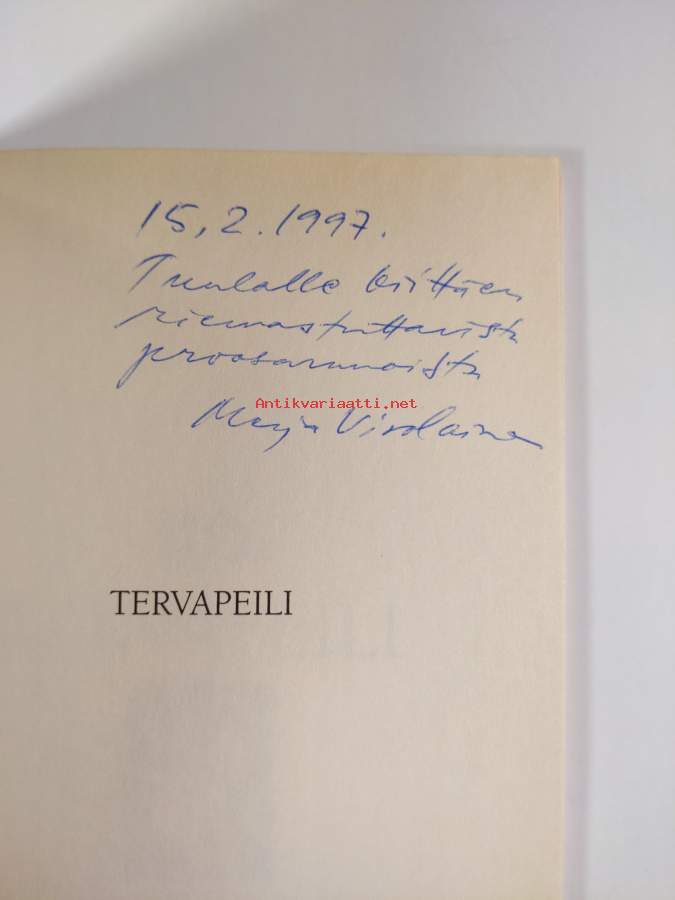 15.2.1997.
Tuulalle kiittäen
riemastuttavista
proosarunoista
Antikvariaatti.net
Merja Virolainen
TERVAPEILI